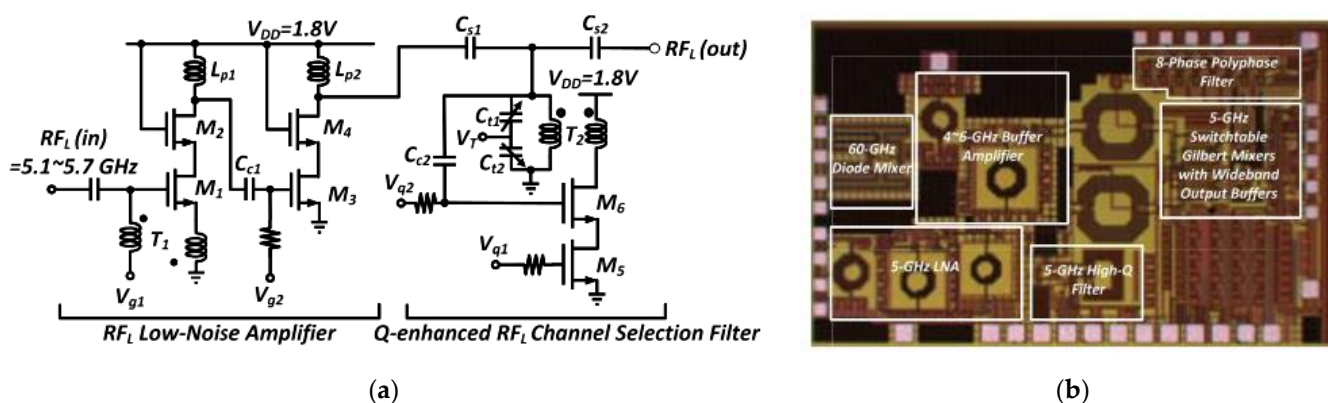 V_DD=1.8V
L_p1
L_p2
M_2
M_4
RF_L (in)
=5.1~5.7 GHz
C_c1
M_1
M_3
T_1
V_g1
V_g2
RF_L Low-Noise Amplifier
C_s1
C_s2
RF_L (out)
V_DD=1.8V
C_t1
V_T
T_2
C_t2
C_c2
V_q2
M_6
V_q1
M_5
Q-enhanced RF_L Channel Selection Filter
(a)
8-Phase Polyphase
Filter
60-GHz
Diode Mixer
4~6-GHz Buffer
Amplifier
5-GHz
Switchtable
Gilbert Mixers
with Wideband
Output Buffers
5-GHz LNA
5-GHz High-Q
Filter
(b)